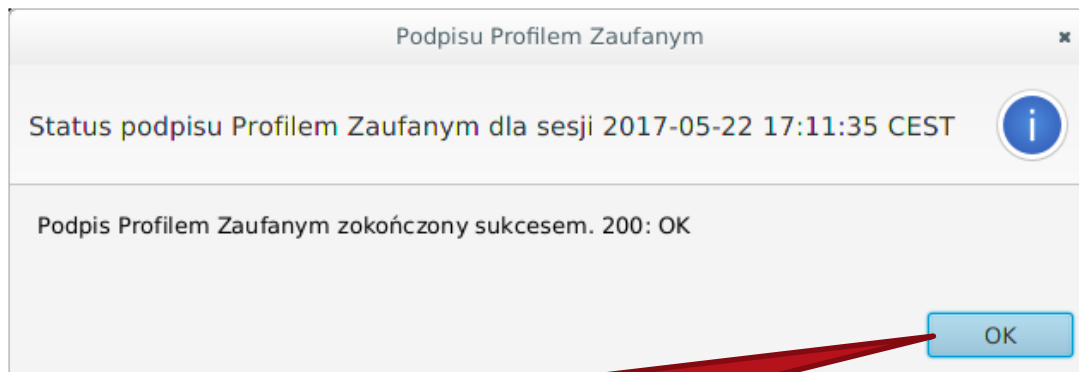 Podpisu Profilem Zaufanym
Status podpisu Profilem Zaufanym dla sesji 2017-05-22 17:11:35 CEST
Podpis Profilem Zaufanym zokończony sukcesem. 200: OK
OK